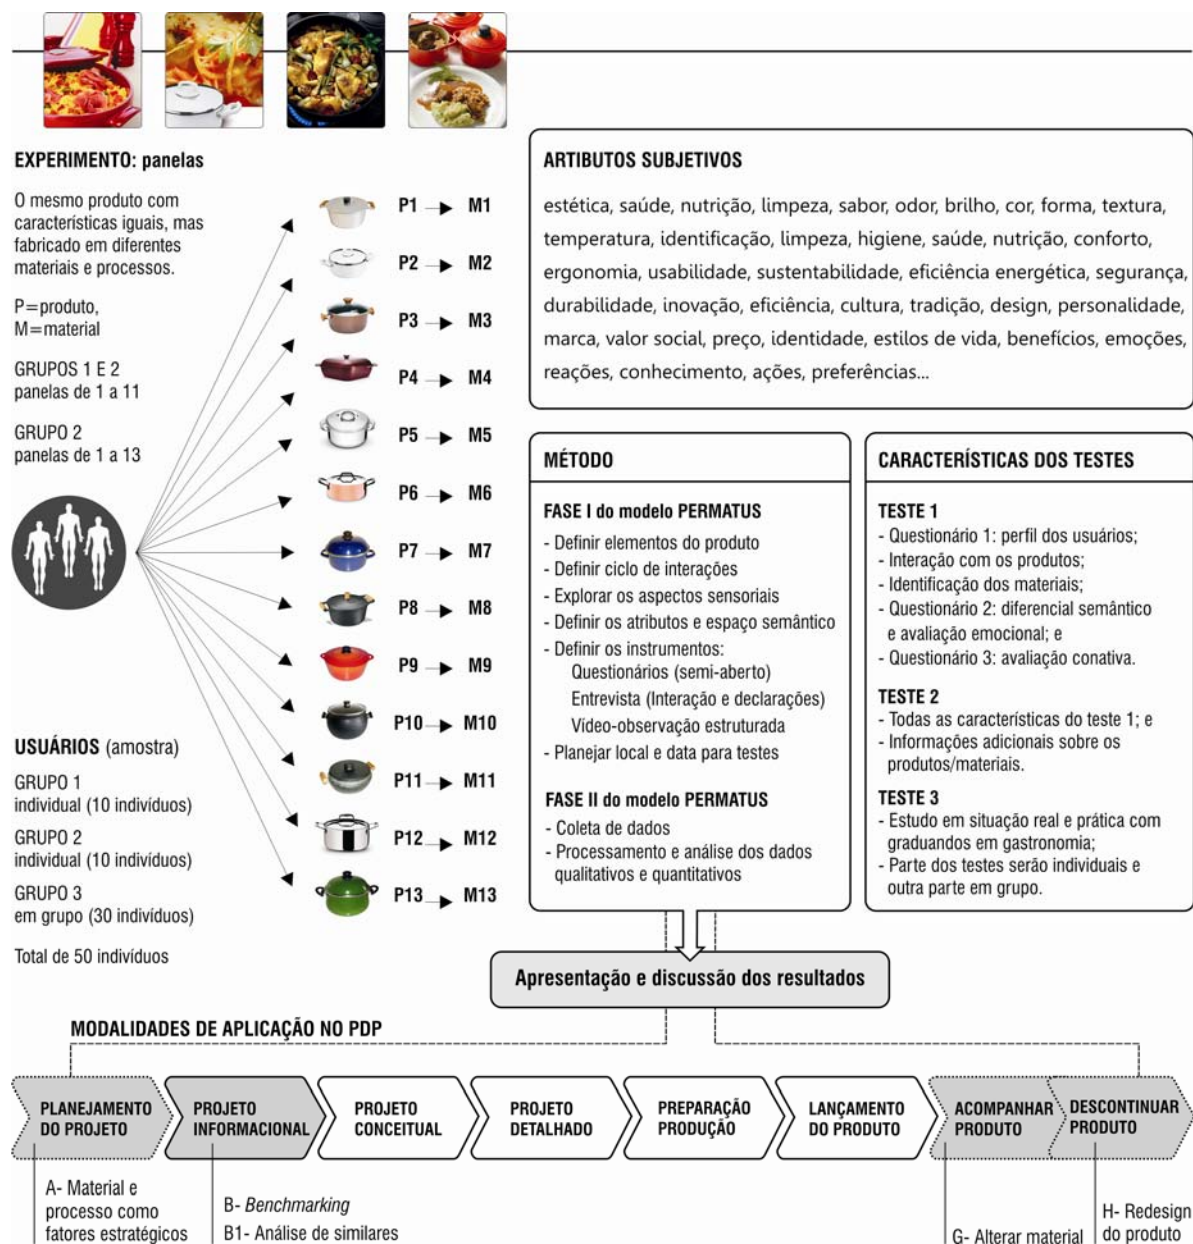 EXPERIMENTO: panelas
O mesmo produto com
características iguais, mas
fabricado em diferentes
materiais e processos.
P=produto,
M=material
GRUPOS 1 E 2
panelas de 1 a 11
GRUPO 2
panelas de 1 a 13
USUÁRIOS (amostra)
GRUPO 1
individual (10 indivíduos)
GRUPO 2
individual (10 indivíduos)
GRUPO 3
em grupo (30 indivíduos)
Total de 50 indivíduos
P1 M1
P2 M2
P3 M3
P4 M4
P5 M5
P6 M6
P7 M7
P8 M8
P9 M9
P10 M10
P11 M11
P12 M12
P13 M13
ARTIBUTOS SUBJETIVOS
estética, saúde, nutrição, limpeza, sabor, odor, brilho, cor, forma, textura,
temperatura, identificação, limpeza, higiene, saúde, nutrição, conforto,
ergonomia, usabilidade, sustentabilidade, eficiência energética, segurança,
durabilidade, inovação, eficiência, cultura, tradição, design, personalidade,
marca, valor social, preço, identidade, estilos de vida, benefícios, emoções,
reações, conhecimento, ações, preferências...
MÉTODO
FASE I do modelo PERMATUS
- Definir elementos do produto
- Definir ciclo de interações
- Explorar os aspectos sensoriais
- Definir os atributos e espaço semântico
- Definir os instrumentos:
Questionários (semi-aberto)
Entrevista (Interação e declarações)
Vídeo-observação estruturada
- Planejar local e data para testes
FASE II do modelo PERMATUS
- Coleta de dados
- Processamento e análise dos dados
qualitativos e quantitativos
CARACTERÍSTICAS DOS TESTES
TESTE 1
- Questionário 1: perfil dos usuários;
- Interação com os produtos;
- Identificação dos materiais;
- Questionário 2: diferencial semântico
e avaliação emocional; e
- Questionário 3: avaliação conativa.
TESTE 2
- Todas as características do teste 1; e
- Informações adicionais sobre os
produtos/materiais.
TESTE 3
- Estudo em situação real e prática com
graduandos em gastronomia;
- Parte dos testes serão individuais e
outra parte em grupo.
Apresentação e discussão dos resultados
MODALIDADES DE APLICAÇÃO NO PDP
PLANEJAMENTO
DO PROJETO
PROJETO
INFORMACIONAL
PROJETO
CONCEITUAL
PROJETO
DETALHADO
PREPARAÇÃO
PRODUÇÃO
LANÇAMENTO
DO PRODUTO
ACOMPANHAR
PRODUTO
DESCONTINUAR
PRODUTO
A- Material e
processo como
fatores estratégicos
B- Benchmarking
B1- Análise de similares
G- Alterar material
H- Redesign
do produto